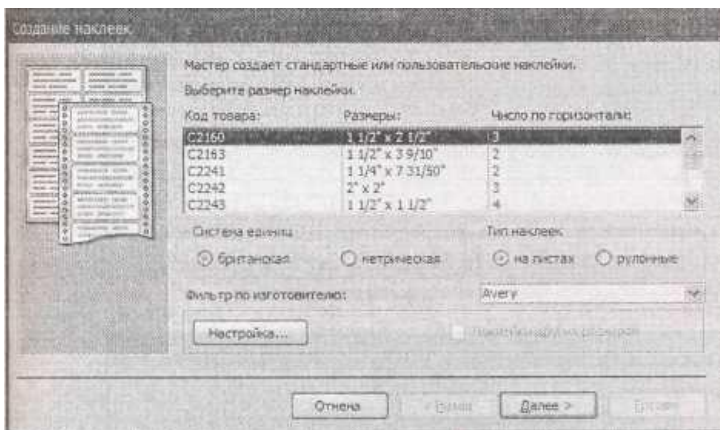 Создание наклеек
Мастер создает стандартные или пользовательские наклейки.
Выберите размер наклейки.
Код товара: Размеры: Число по горизонтали:
C2160 1 1/2" x 2 1/2" 3
C2163 1 1/2" x 3 9/10" 2
C2241 1 1/4" x 7 31/50" 2
C2242 2" x 2" 3
C2243 1 1/2" x 1 1/2" 4
Система единиц Тип наклеек
британская метрическая на листах рулонные
Фильтр по изготовителю: Avery
Настройка...
Отмена < Назад Далее > Готово